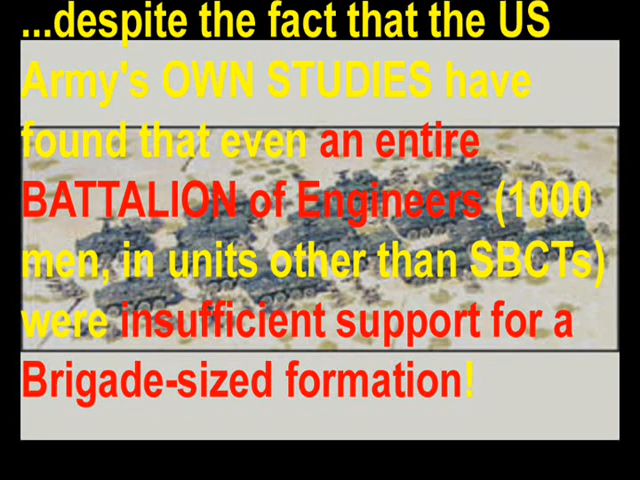 ...despite the fact that the US
Army's OWN STUDIES have
found that even an entire
BATTALION of Engineers (1000
men, in units other than SBCTs)
were insufficient support for a
Brigade-sized formation!